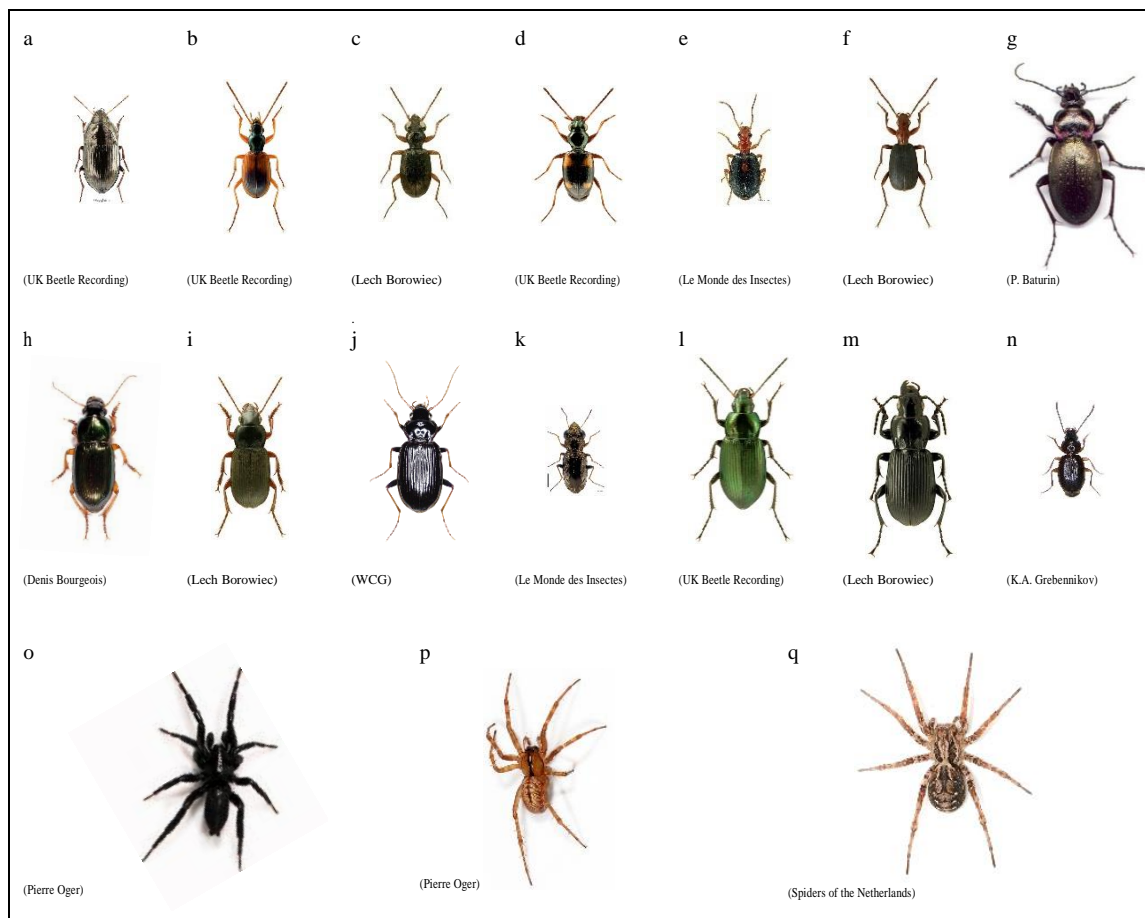 a b c d e f g
(UK Beetle Recording) (UK Beetle Recording) (Lech Borowiec) (UK Beetle Recording) (Le Monde des Insectes) (Lech Borowiec) (P. Baturin)
h i j k l m n
(Denis Bourgeois) (Lech Borowiec) (WCG) (Le Monde des Insectes) (UK Beetle Recording) (Lech Borowiec) (K.A. Grebennikov)
o p q
(Pierre Oger) (Pierre Oger) (Spiders of the Netherlands)